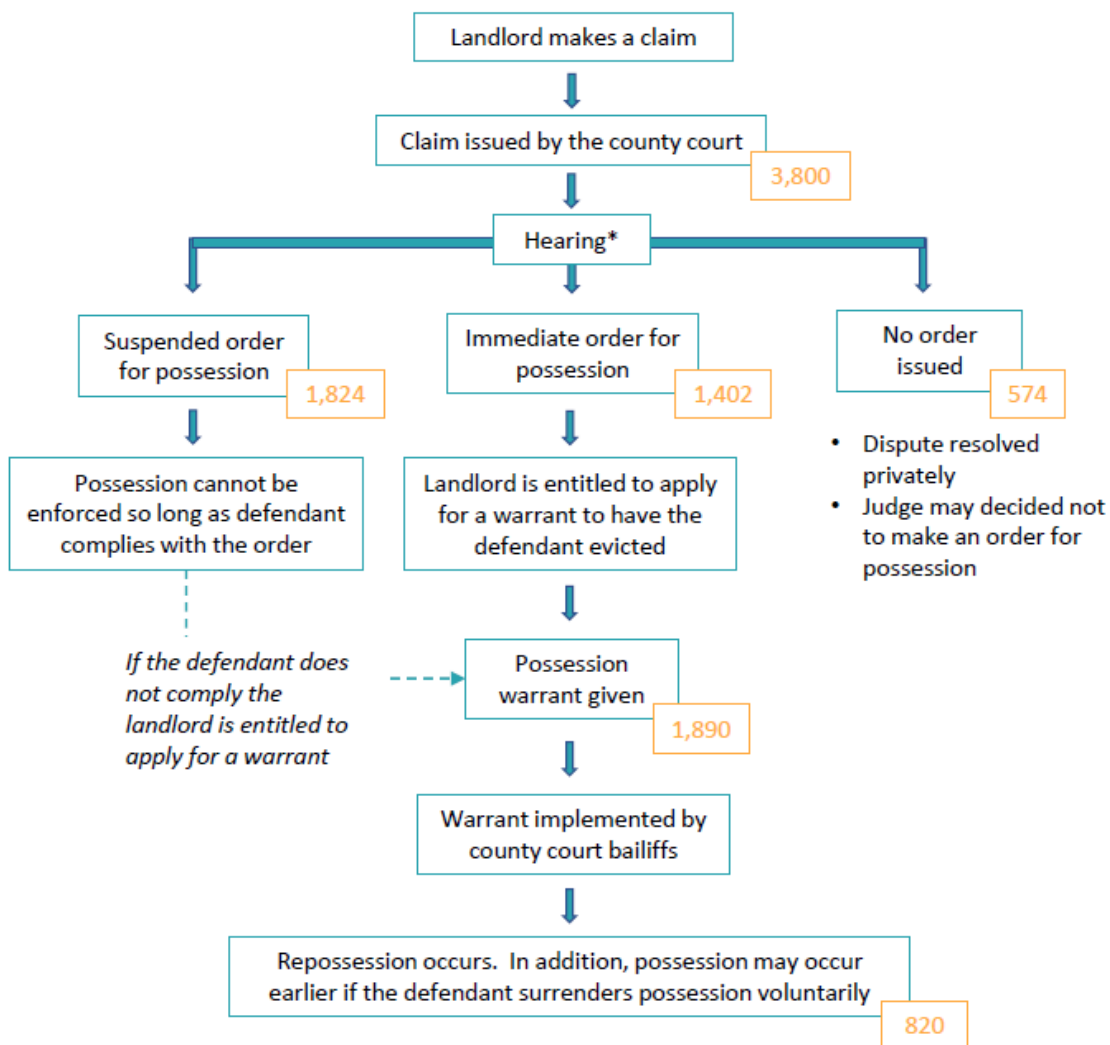 Landlord makes a claim
Claim issued by the county court
3,800
Hearing*
Suspended order
for possession
1,824
Immediate order for
possession
1,402
No order
issued
574
Possession cannot be
enforced so long as defendant
complies with the order
Landlord is entitled to apply
for a warrant to have the
defendant evicted
• Dispute resolved
privately
• Judge may decided not
to make an order for
possession
If the defendant does
not comply the
landlord is entitled to
apply for a warrant
Possession
warrant given
1,890
Warrant implemented by
county court bailiffs
Repossession occurs. In addition, possession may occur
earlier if the defendant surrenders possession voluntarily
820